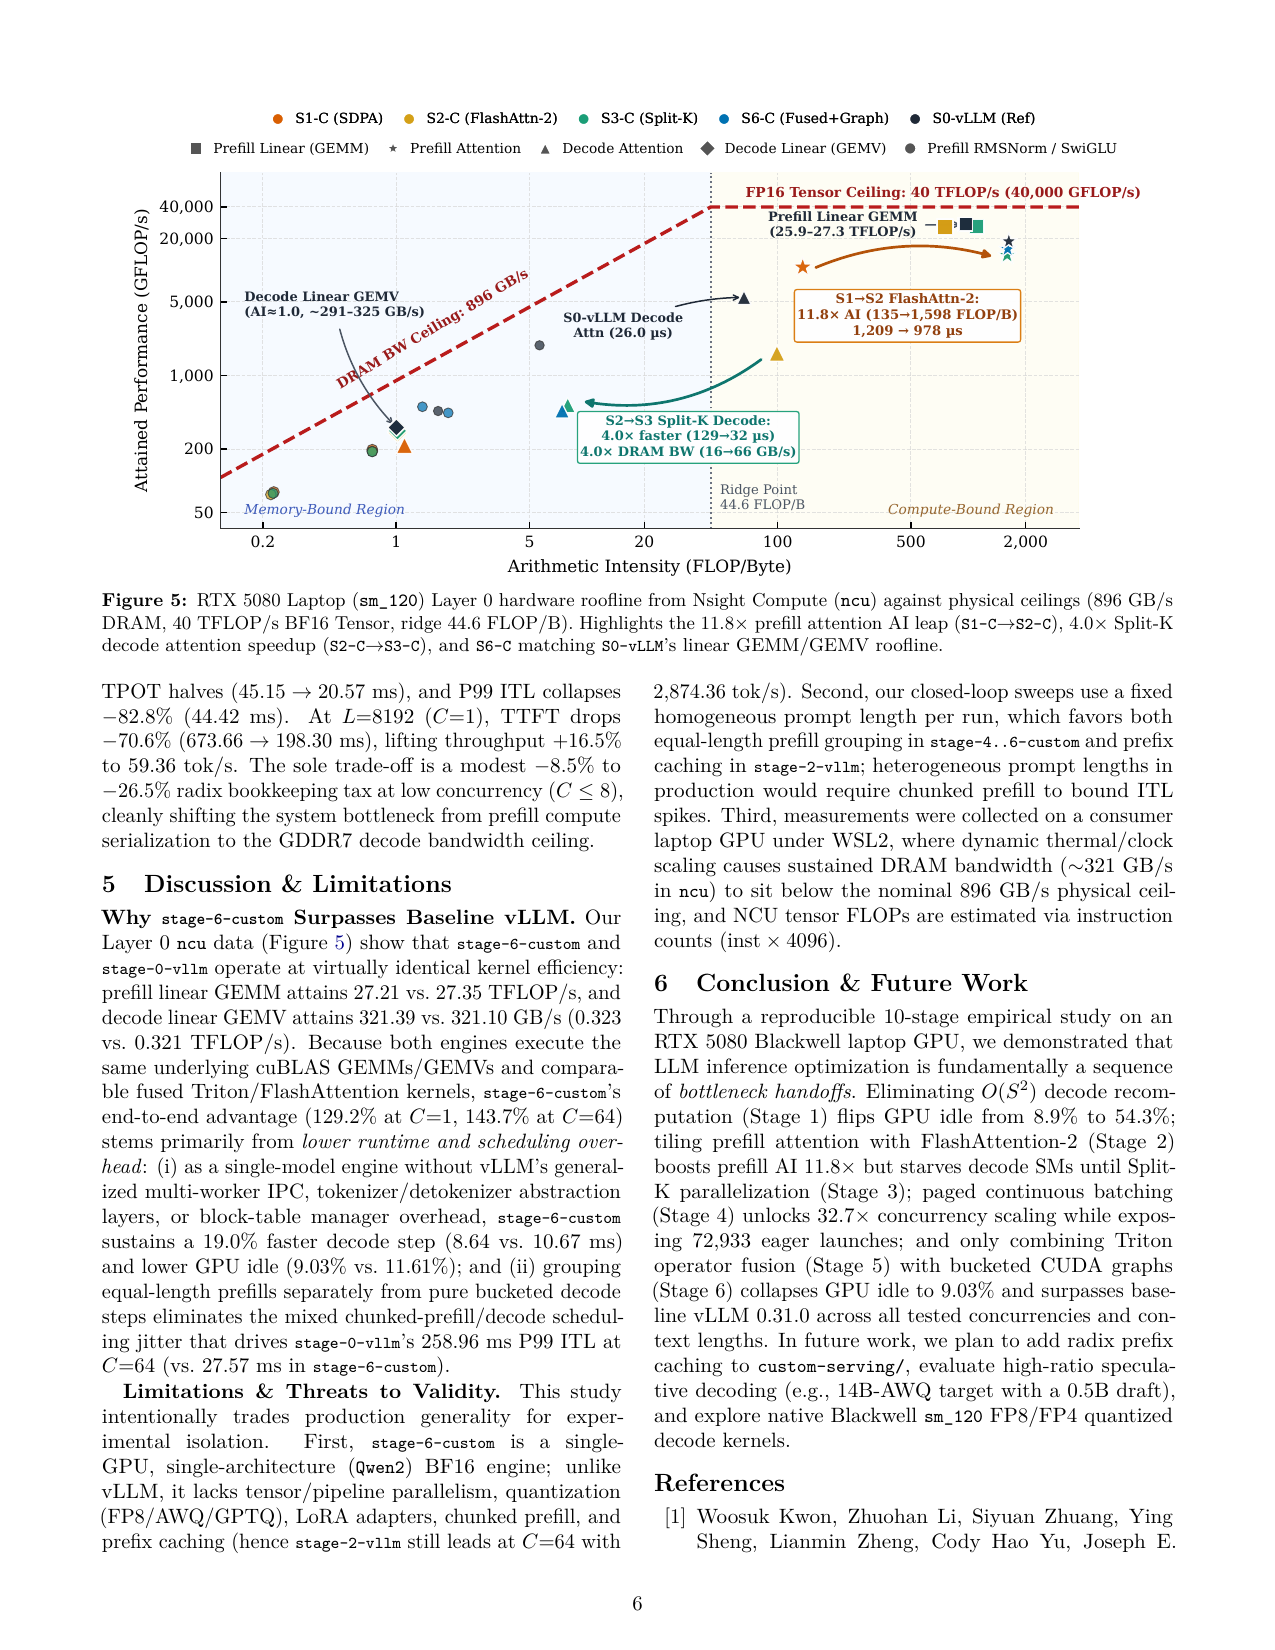 S1-C (SDPA) S2-C (FlashAttn-2) S3-C (Split-K) S6-C (Fused+Graph) S0-vLLM (Ref)
Prefill Linear (GEMM) Prefill Attention Decode Attention Decode Linear (GEMV) Prefill RMSNorm / SwiGLU
Attained Performance (GFLOP/s)
40,000
20,000
5,000
1,000
200
50
FP16 Tensor Ceiling: 40 TFLOP/s (40,000 GFLOP/s)
Prefill Linear GEMM
(25.9–27.3 TFLOP/s)
DRAM BW Ceiling: 896 GB/s
Decode Linear GEMV
(AI≈1.0, ~291–325 GB/s)
S0-vLLM Decode
Attn (26.0 μs)
S1→S2 FlashAttn-2:
11.8× AI (135→1,598 FLOP/B)
1,209 → 978 μs
S2→S3 Split-K Decode:
4.0× faster (129→32 μs)
4.0× DRAM BW (16→66 GB/s)
Ridge Point
44.6 FLOP/B
Memory-Bound Region
Compute-Bound Region
0.2 1 5 20 100 500 2,000
Arithmetic Intensity (FLOP/Byte)
Figure 5: RTX 5080 Laptop (sm_120) Layer 0 hardware roofline from Nsight Compute (ncu) against physical ceilings (896 GB/s
DRAM, 40 TFLOP/s BF16 Tensor, ridge 44.6 FLOP/B). Highlights the 11.8× prefill attention AI leap (S1-C→S2-C), 4.0× Split-K
decode attention speedup (S2-C→S3-C), and S6-C matching S0-vLLM's linear GEMM/GEMV roofline.
TPOT halves (45.15 → 20.57 ms), and P99 ITL collapses
−82.8% (44.42 ms). At L=8192 (C=1), TTFT drops
−70.6% (673.66 → 198.30 ms), lifting throughput +16.5%
to 59.36 tok/s. The sole trade-off is a modest −8.5% to
−26.5% radix bookkeeping tax at low concurrency (C ≤ 8),
cleanly shifting the system bottleneck from prefill compute
serialization to the GDDR7 decode bandwidth ceiling.
5 Discussion & Limitations
Why stage-6-custom Surpasses Baseline vLLM. Our
Layer 0 ncu data (Figure 5) show that stage-6-custom and
stage-0-vllm operate at virtually identical kernel efficiency:
prefill linear GEMM attains 27.21 vs. 27.35 TFLOP/s, and
decode linear GEMV attains 321.39 vs. 321.10 GB/s (0.323
vs. 0.321 TFLOP/s). Because both engines execute the
same underlying cuBLAS GEMMs/GEMVs and compara-
ble fused Triton/FlashAttention kernels, stage-6-custom's
end-to-end advantage (129.2% at C=1, 143.7% at C=64)
stems primarily from lower runtime and scheduling over-
head: (i) as a single-model engine without vLLM's general-
ized multi-worker IPC, tokenizer/detokenizer abstraction
layers, or block-table manager overhead, stage-6-custom
sustains a 19.0% faster decode step (8.64 vs. 10.67 ms)
and lower GPU idle (9.03% vs. 11.61%); and (ii) grouping
equal-length prefills separately from pure bucketed decode
steps eliminates the mixed chunked-prefill/decode schedul-
ing jitter that drives stage-0-vllm's 258.96 ms P99 ITL at
C=64 (vs. 27.57 ms in stage-6-custom).
Limitations & Threats to Validity. This study
intentionally trades production generality for exper-
imental isolation. First, stage-6-custom is a single-
GPU, single-architecture (Qwen2) BF16 engine; unlike
vLLM, it lacks tensor/pipeline parallelism, quantization
(FP8/AWQ/GPTQ), LoRA adapters, chunked prefill, and
prefix caching (hence stage-2-vllm still leads at C=64 with
2,874.36 tok/s). Second, our closed-loop sweeps use a fixed
homogeneous prompt length per run, which favors both
equal-length prefill grouping in stage-4..6-custom and prefix
caching in stage-2-vllm; heterogeneous prompt lengths in
production would require chunked prefill to bound ITL
spikes. Third, measurements were collected on a consumer
laptop GPU under WSL2, where dynamic thermal/clock
scaling causes sustained DRAM bandwidth (∼321 GB/s
in ncu) to sit below the nominal 896 GB/s physical ceil-
ing, and NCU tensor FLOPs are estimated via instruction
counts (inst × 4096).
6 Conclusion & Future Work
Through a reproducible 10-stage empirical study on an
RTX 5080 Blackwell laptop GPU, we demonstrated that
LLM inference optimization is fundamentally a sequence
of bottleneck handoffs. Eliminating O(S²) decode recom-
putation (Stage 1) flips GPU idle from 8.9% to 54.3%;
tiling prefill attention with FlashAttention-2 (Stage 2)
boosts prefill AI 11.8× but starves decode SMs until Split-
K parallelization (Stage 3); paged continuous batching
(Stage 4) unlocks 32.7× concurrency scaling while expos-
ing 72,933 eager launches; and only combining Triton
operator fusion (Stage 5) with bucketed CUDA graphs
(Stage 6) collapses GPU idle to 9.03% and surpasses base-
line vLLM 0.31.0 across all tested concurrencies and con-
text lengths. In future work, we plan to add radix prefix
caching to custom-serving/, evaluate high-ratio specula-
tive decoding (e.g., 14B-AWQ target with a 0.5B draft),
and explore native Blackwell sm_120 FP8/FP4 quantized
decode kernels.
References
[1] Woosuk Kwon, Zhuohan Li, Siyuan Zhuang, Ying
Sheng, Lianmin Zheng, Cody Hao Yu, Joseph E.
6